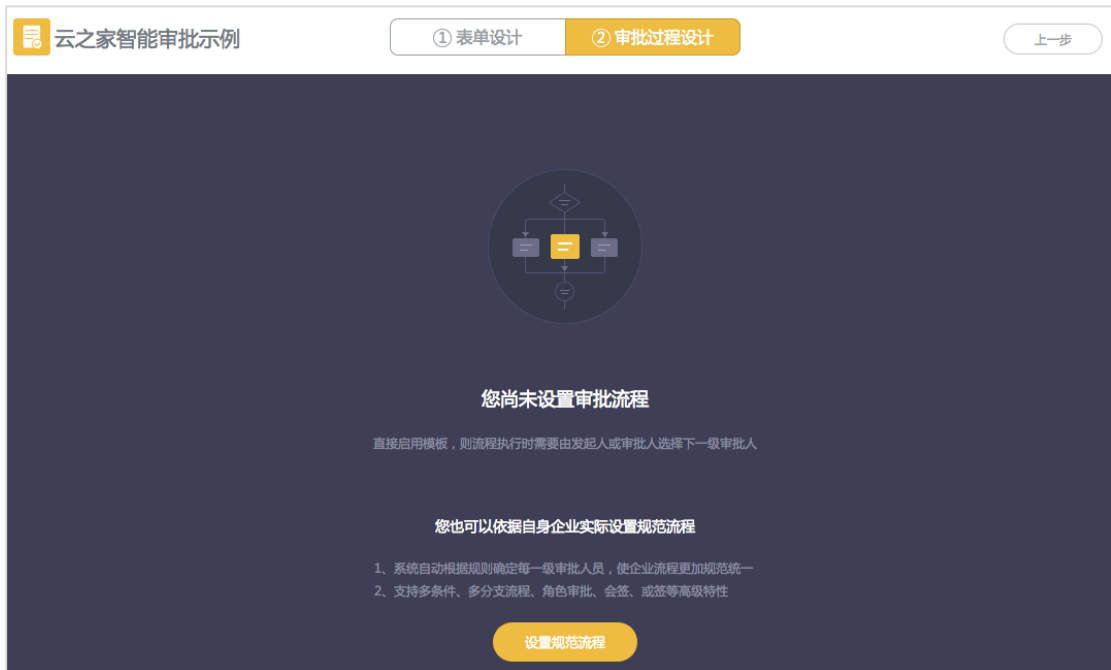 云之家智能审批示例
① 表单设计
② 审批过程设计
上一步
您尚未设置审批流程
直接启用模板，则流程执行时需要由发起人或审批人选择下一级审批人
您也可以依据自身企业实际设置规范流程
1、系统自动根据规则确定每一级审批人员，使企业流程更加规范统一
2、支持多条件、多分支流程、角色审批、会签、或签等高级特性
设置规范流程